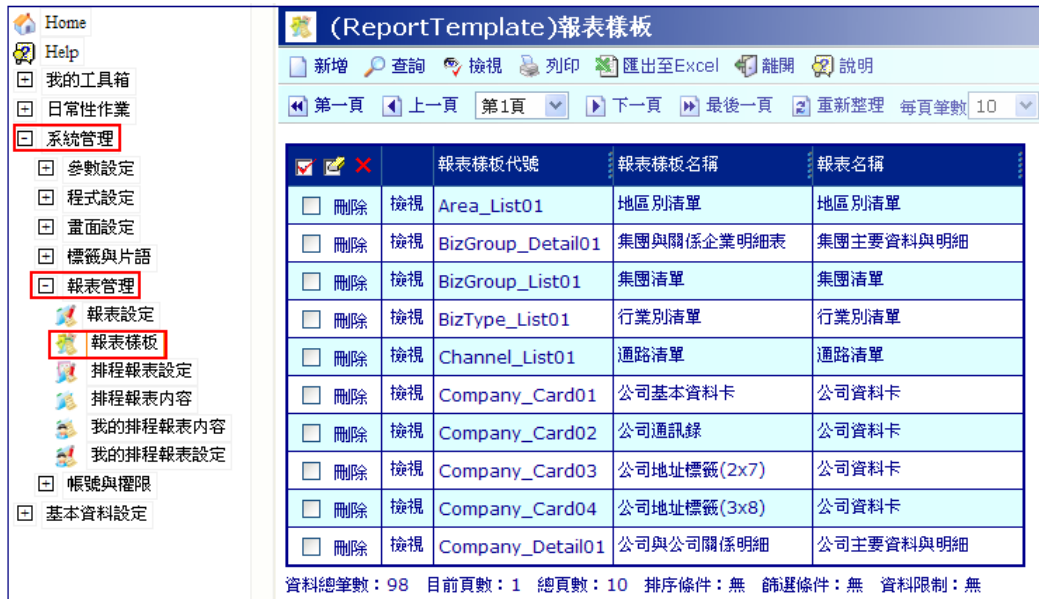 Home
Help
我的工具箱
日常性作業
系統管理
參數設定
程式設定
畫面設定
標籤與片語
報表管理
報表設定
報表樣板
排程報表設定
排程報表內容
我的排程報表內容
我的排程報表設定
帳號與權限
基本資料設定
(ReportTemplate)報表樣板
新增 查詢 檢視 列印 匯出至Excel 離開 說明
第一頁 上一頁 第1頁 下一頁 最後一頁 重新整理 每頁筆數 10
報表樣板代號 報表樣板名稱 報表名稱
刪除 檢視 Area_List01 地區別清單 地區別清單
刪除 檢視 BizGroup_Detail01 集團與關係企業明細表 集團主要資料與明細
刪除 檢視 BizGroup_List01 集團清單 集團清單
刪除 檢視 BizType_List01 行業別清單 行業別清單
刪除 檢視 Channel_List01 通路清單 通路清單
刪除 檢視 Company_Card01 公司基本資料卡 公司資料卡
刪除 檢視 Company_Card02 公司通訊錄 公司資料卡
刪除 檢視 Company_Card03 公司地址標籤(2x7) 公司資料卡
刪除 檢視 Company_Card04 公司地址標籤(3x8) 公司資料卡
刪除 檢視 Company_Detail01 公司與公司關係明細 公司主要資料與明細
資料總筆數：98 目前頁數：1 總頁數：10 排序條件：無 篩選條件：無 資料限制：無